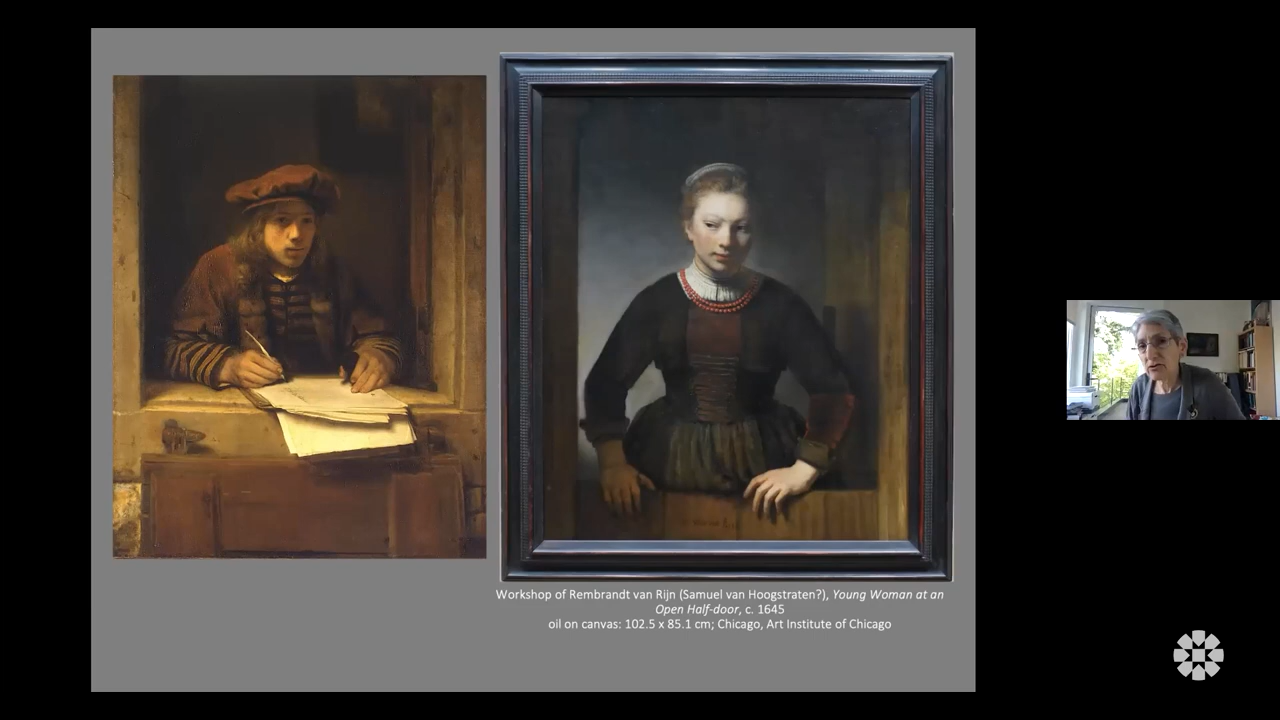 Workshop of Rembrandt van Rijn (Samuel van Hoogstraten?), Young Woman at an
Open Half-door, c. 1645
oil on canvas: 102.5 x 85.1 cm; Chicago, Art Institute of Chicago